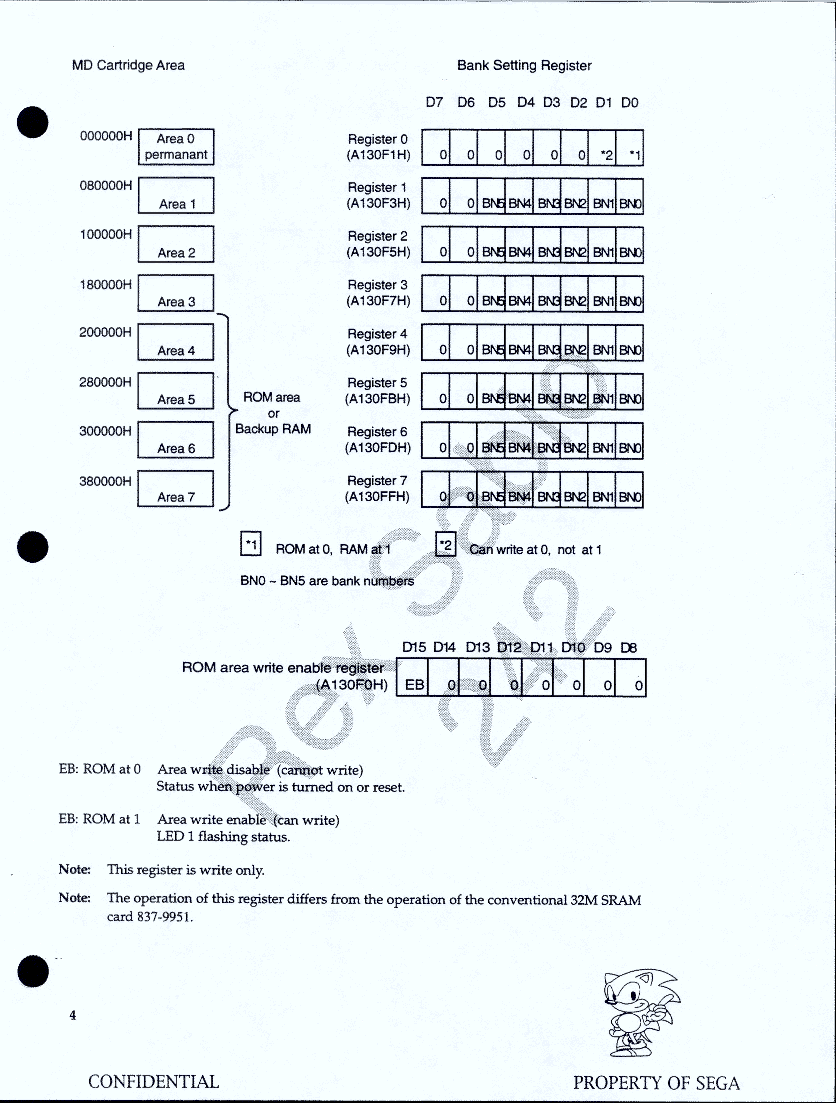 MD Cartridge Area
Bank Setting Register
D7 D6 D5 D4 D3 D2 D1 D0
000000H Area 0 permanant Register 0 (A130F1H) 0 0 0 0 0 0 *2 *1
080000H Area 1 Register 1 (A130F3H) 0 0 BN5 BN4 BN3 BN2 BN1 BN0
100000H Area 2 Register 2 (A130F5H) 0 0 BN5 BN4 BN3 BN2 BN1 BN0
180000H Area 3 Register 3 (A130F7H) 0 0 BN5 BN4 BN3 BN2 BN1 BN0
200000H Area 4 Register 4 (A130F9H) 0 0 BN5 BN4 BN3 BN2 BN1 BN0
280000H Area 5 Register 5 (A130FBH) 0 0 BN5 BN4 BN3 BN2 BN1 BN0
300000H Area 6 Register 6 (A130FDH) 0 0 BN5 BN4 BN3 BN2 BN1 BN0
380000H Area 7 Register 7 (A130FFH) 0 0 BN5 BN4 BN3 BN2 BN1 BN0
ROM area
or
Backup RAM
*1 ROM at 0, RAM at 1 *2 Can write at 0, not at 1
BN0 ~ BN5 are bank numbers
D15 D14 D13 D12 D11 D10 D9 D8
ROM area write enable register
(A130F0H) EB 0 0 0 0 0 0 0
EB: ROM at 0 Area write disable (cannot write)
Status when power is turned on or reset.
EB: ROM at 1 Area write enable (can write)
LED 1 flashing status.
Note: This register is write only.
Note: The operation of this register differs from the operation of the conventional 32M SRAM
card 837-9951.
Rex Sabio
242
4
CONFIDENTIAL
PROPERTY OF SEGA